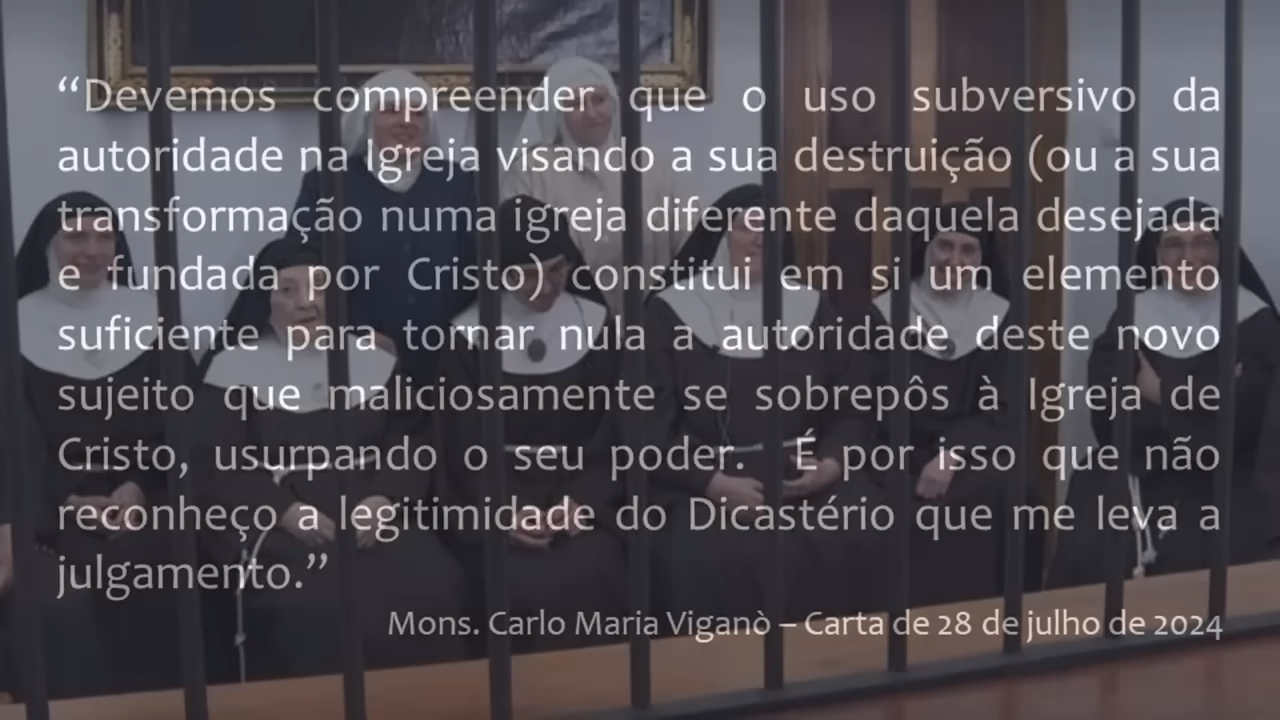 “Devemos compreender que o uso subversivo da
autoridade na Igreja visando a sua destruição (ou a sua
transformação numa igreja diferente daquela desejada
e fundada por Cristo) constitui em si um elemento
suficiente para tornar nula a autoridade deste novo
sujeito que maliciosamente se sobrepôs à Igreja de
Cristo, usurpando o seu poder. É por isso que não
reconheço a legitimidade do Dicastério que me leva a
julgamento.”
Mons. Carlo Maria Viganò – Carta de 28 de julho de 2024